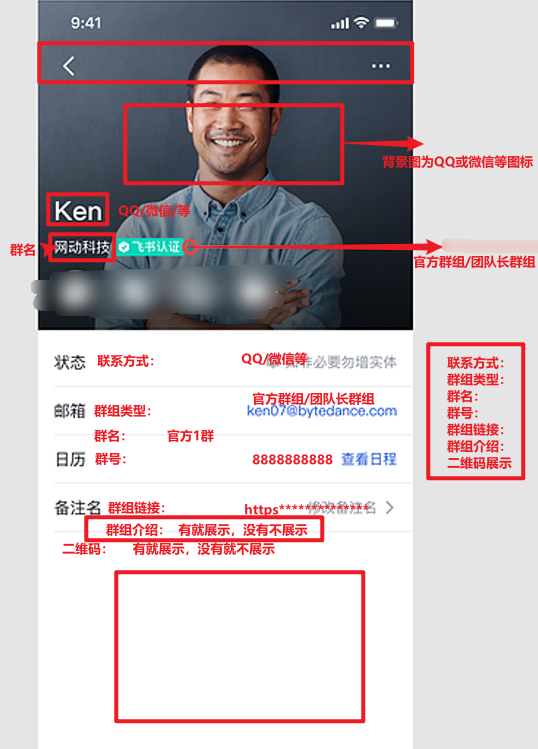 9:41
背景图为QQ或微信等图标
Ken QQ/微信/等
群名 网动科技 飞书认证
官方群组/团队长群组
状态 联系方式: QQ/微信等 非必要勿增实体
联系方式:
群组类型:
群名:
群号:
群组链接:
群组介绍:
二维码展示
邮箱 群组类型: 官方群组/团队长群组
ken07@bytedance.com
群名: 官方1群
日历 群号: 8888888888 查看日程
备注名 群组链接: https************** 修改备注名
群组介绍: 有就展示,没有不展示
二维码: 有就展示,没有就不展示